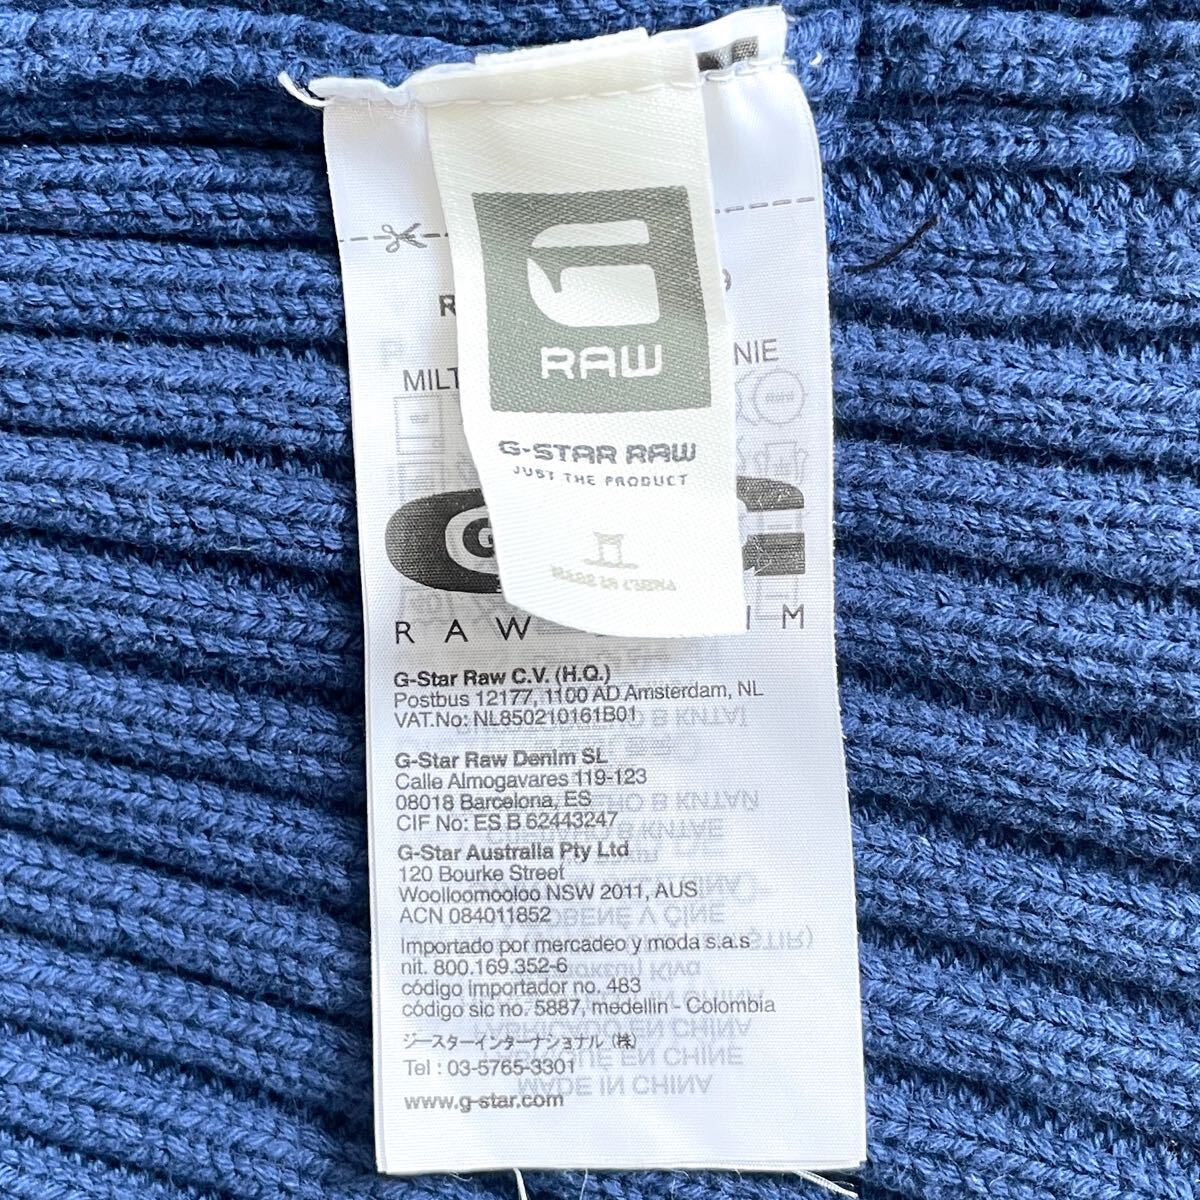 RAW
G-STAR RAW
JUST THE PRODUCT
MADE IN CHINA
R A W
M
G-Star Raw C.V. (H.Q.)
Postbus 12177, 1100 AD Amsterdam, NL
VAT.No: NL850210161B01
G-Star Raw Denim SL
Calle Almogavares 119-123
08018 Barcelona, ES
CIF No: ES B 62443247
G-Star Australia Pty Ltd
120 Bourke Street
Woolloomooloo NSW 2011, AUS
ACN 084011852
Importado por mercadeo y moda s.a.s
nit. 800.169.352-6
código importador no. 483
código sic no. 5887, medellin - Colombia
ジースターインターナショナル (株)
Tel : 03-5765-3301
www.g-star.com